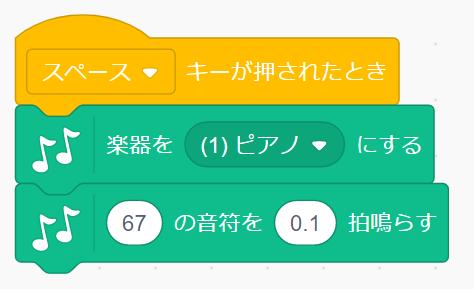 スペース キーが押されたとき
楽器を (1) ピアノ にする
67 の音符を 0.1 拍鳴らす